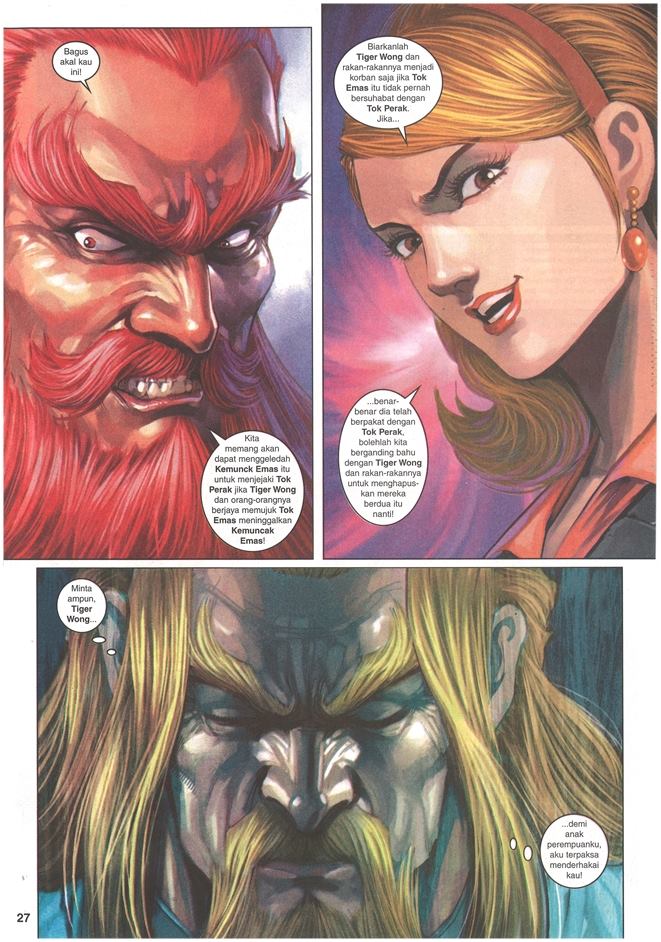 Bagus
akal kau
ini!
Kita
memang akan
dapat menggeledah
Kemunck Emas itu
untuk menjejaki Tok
Perak jika Tiger Wong
dan orang-orangnya
berjaya memujuk Tok
Emas meninggalkan
Kemuncak
Emas!
Biarkanlah
Tiger Wong dan
rakan-rakannya menjadi
korban saja jika Tok
Emas itu tidak pernah
bersuhabat dengan
Tok Perak.
Jika...
...benar-
benar dia telah
berpakat dengan
Tok Perak,
bolehlah kita
berganding bahu
dengan Tiger Wong
dan rakan-rakannya
untuk menghapus-
kan mereka
berdua itu
nanti!
Minta
ampun,
Tiger
Wong...
...demi
anak
perempuanku,
aku terpaksa
menderhakai
kau!
27